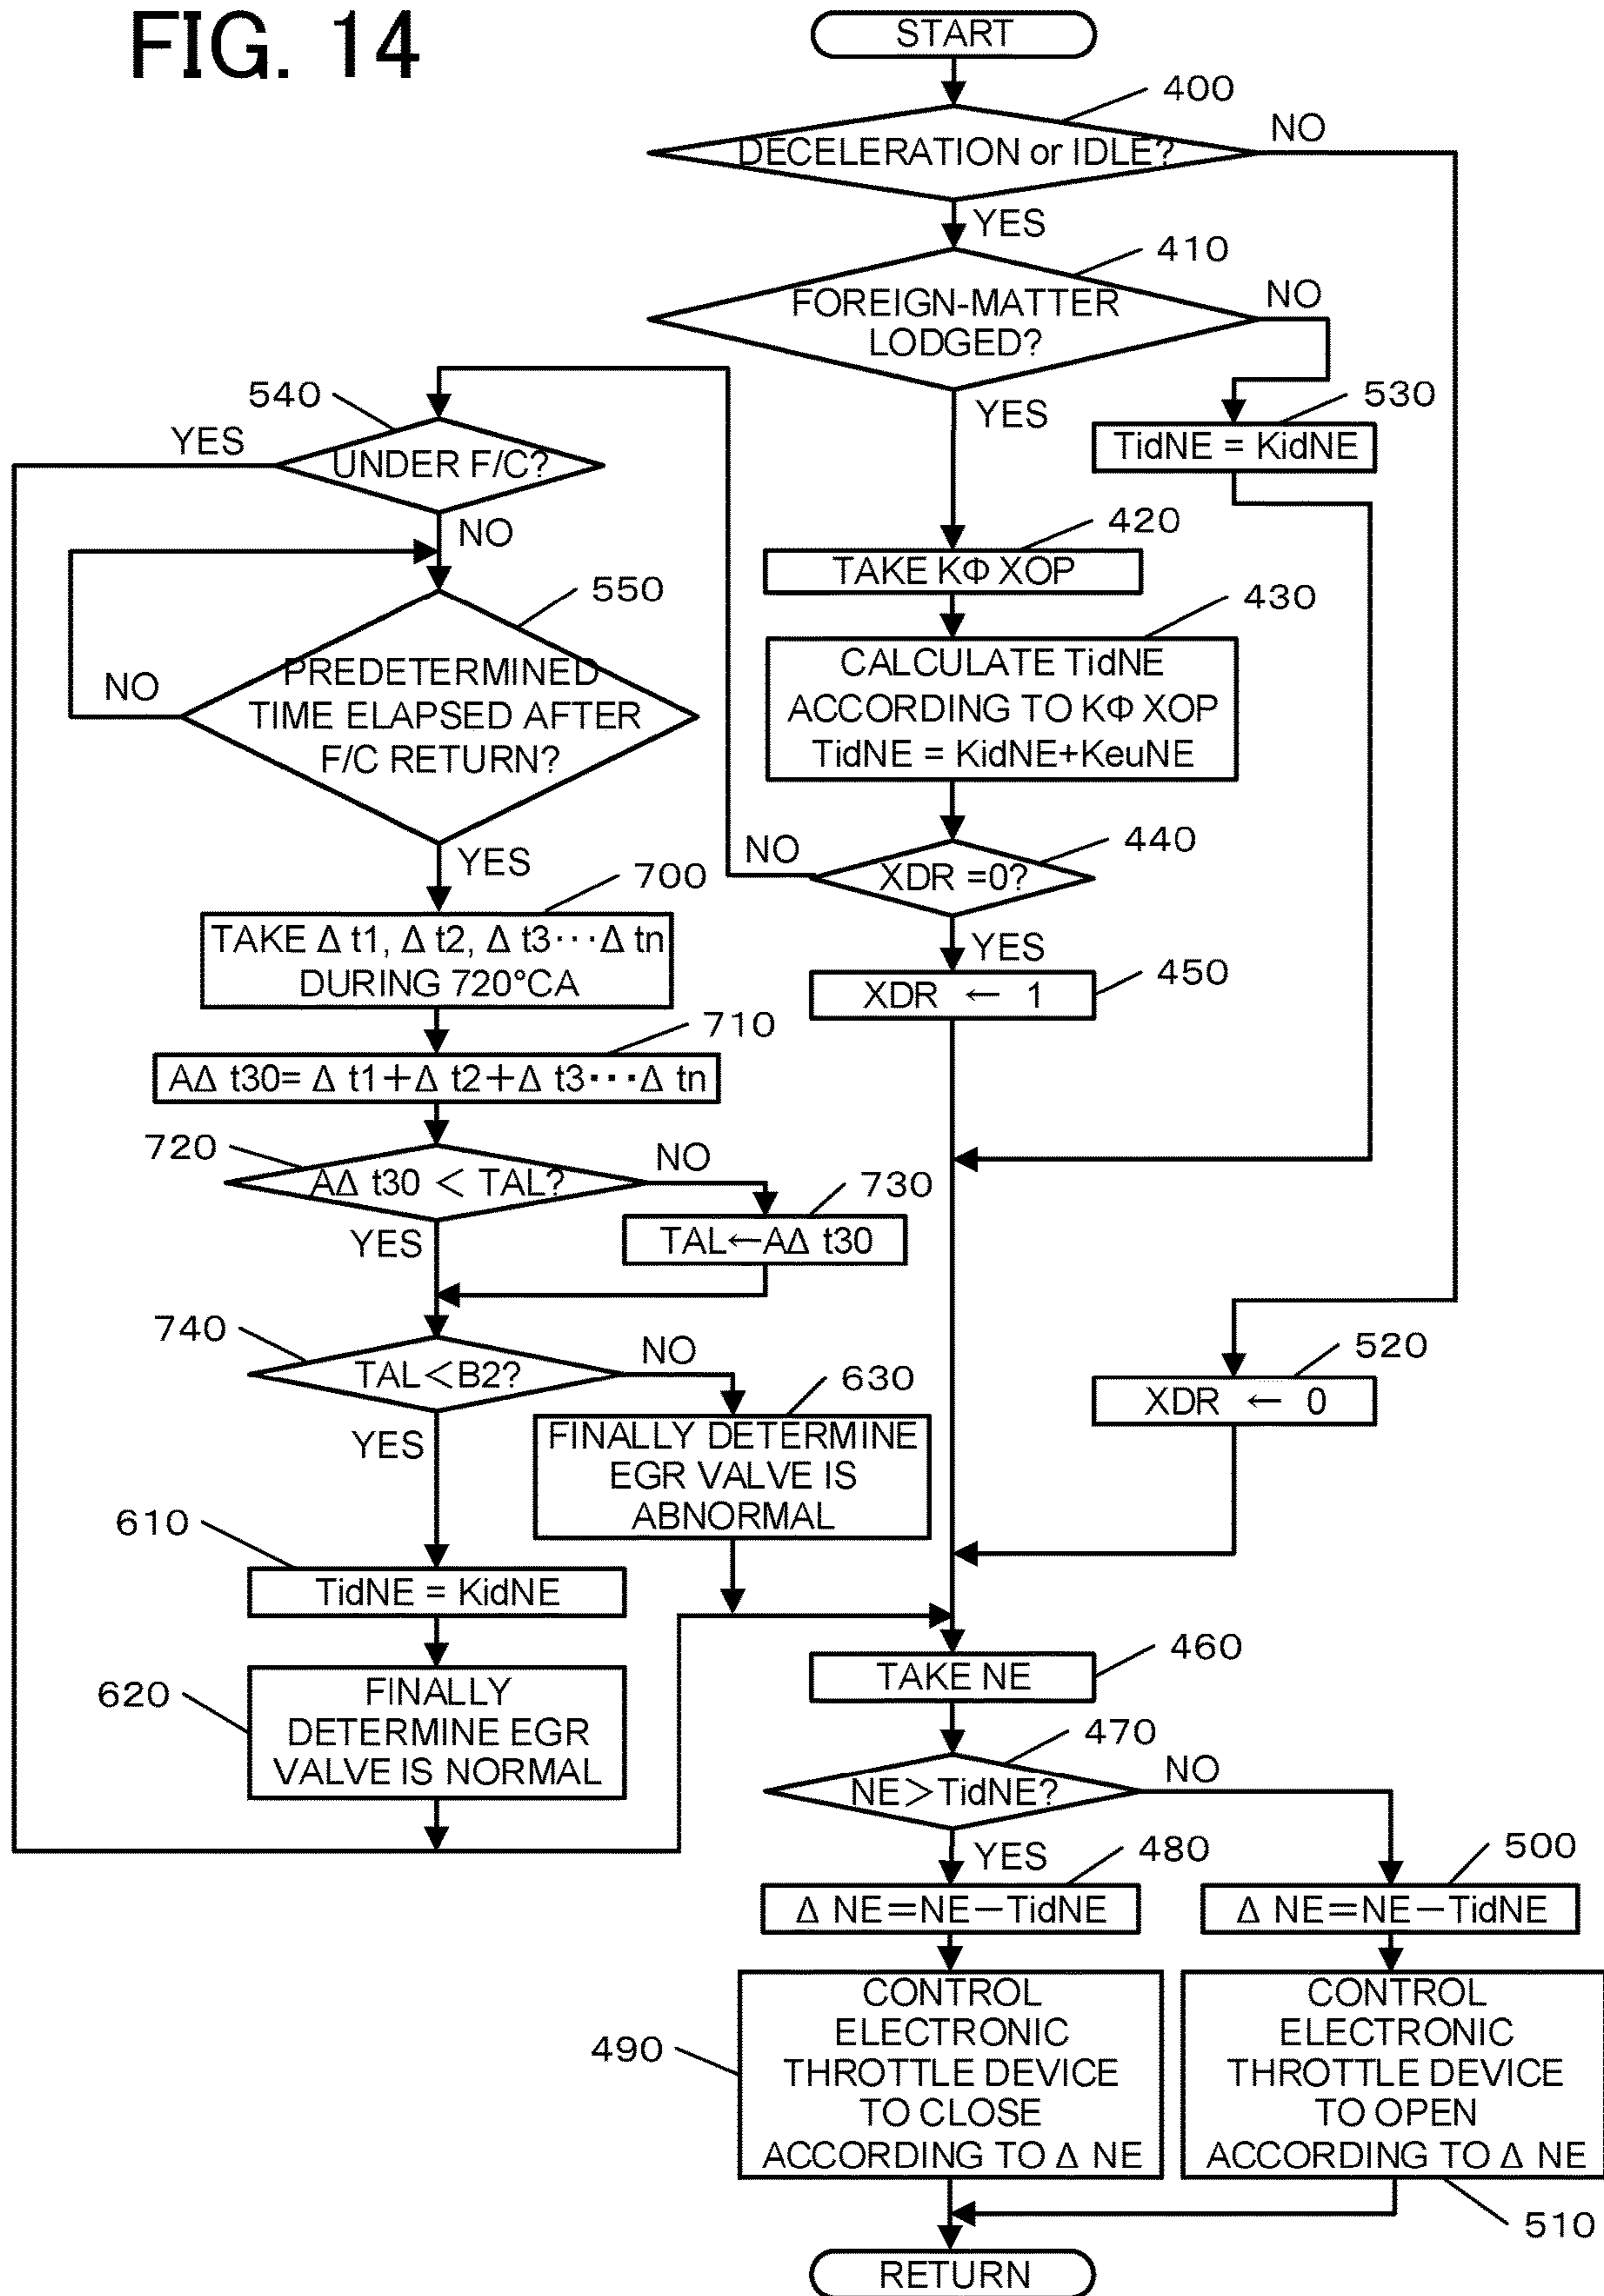 FIG. 14
START
400
DECELERATION or IDLE?
NO
YES
410
FOREIGN-MATTER
LODGED?
NO
YES
530
TidNE = KidNE
420
TAKE KΦ XOP
430
CALCULATE TidNE
ACCORDING TO KΦ XOP
TidNE = KidNE+KeuNE
440
XDR =0?
NO
YES
450
XDR ← 1
540
YES
UNDER F/C?
NO
550
PREDETERMINED
TIME ELAPSED AFTER
F/C RETURN?
NO
YES
700
TAKE Δ t1, Δ t2, Δ t3···Δ tn
DURING 720°CA
710
AΔ t30= Δ t1+Δ t2+Δ t3···Δ tn
720
AΔ t30 < TAL?
NO
YES
730
TAL←AΔ t30
740
TAL<B2?
NO
YES
630
FINALLY DETERMINE
EGR VALVE IS
ABNORMAL
610
TidNE = KidNE
620
FINALLY
DETERMINE EGR
VALVE IS NORMAL
520
XDR ← 0
460
TAKE NE
470
NE>TidNE?
NO
YES
480
Δ NE=NE−TidNE
500
Δ NE=NE−TidNE
490
CONTROL
ELECTRONIC
THROTTLE DEVICE
TO CLOSE
ACCORDING TO Δ NE
CONTROL
ELECTRONIC
THROTTLE DEVICE
TO OPEN
ACCORDING TO Δ NE
510
RETURN